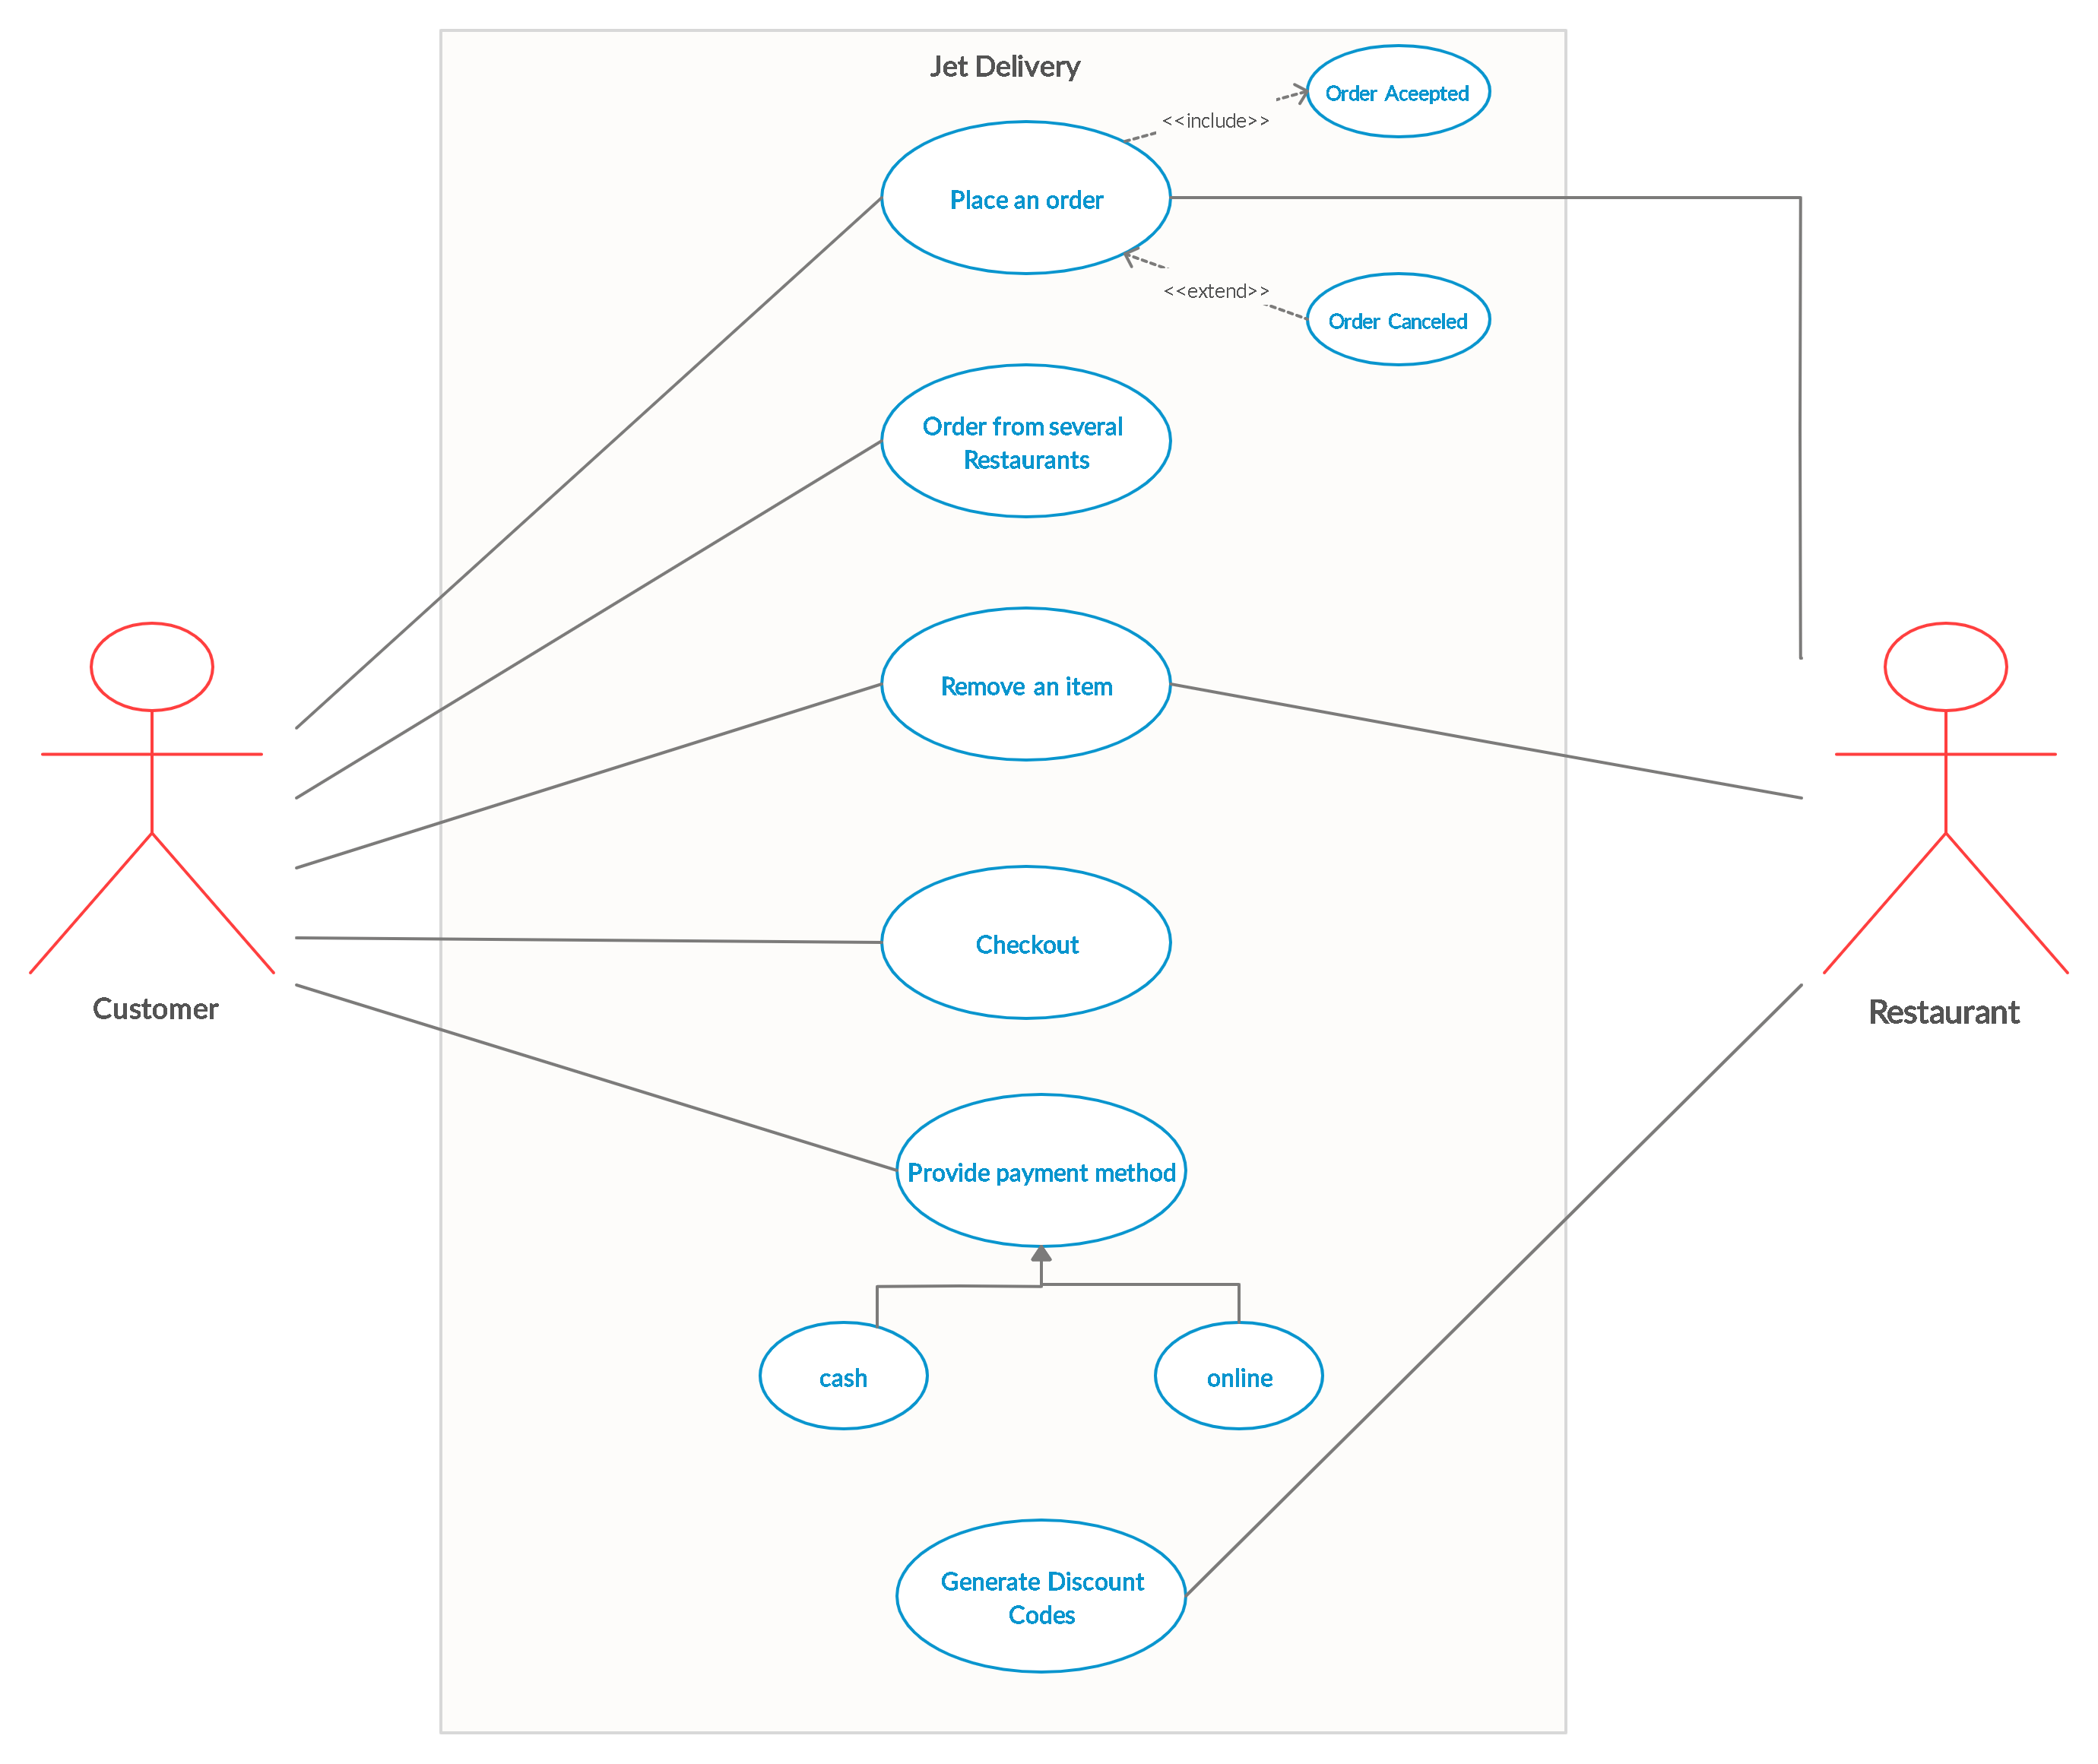 Jet Delivery
Order Aceepted
<<include>>
Place an order
<<extend>>
Order Canceled
Order from several
Restaurants
Remove an item
Checkout
Customer
Restaurant
Provide payment method
cash
online
Generate Discount
Codes